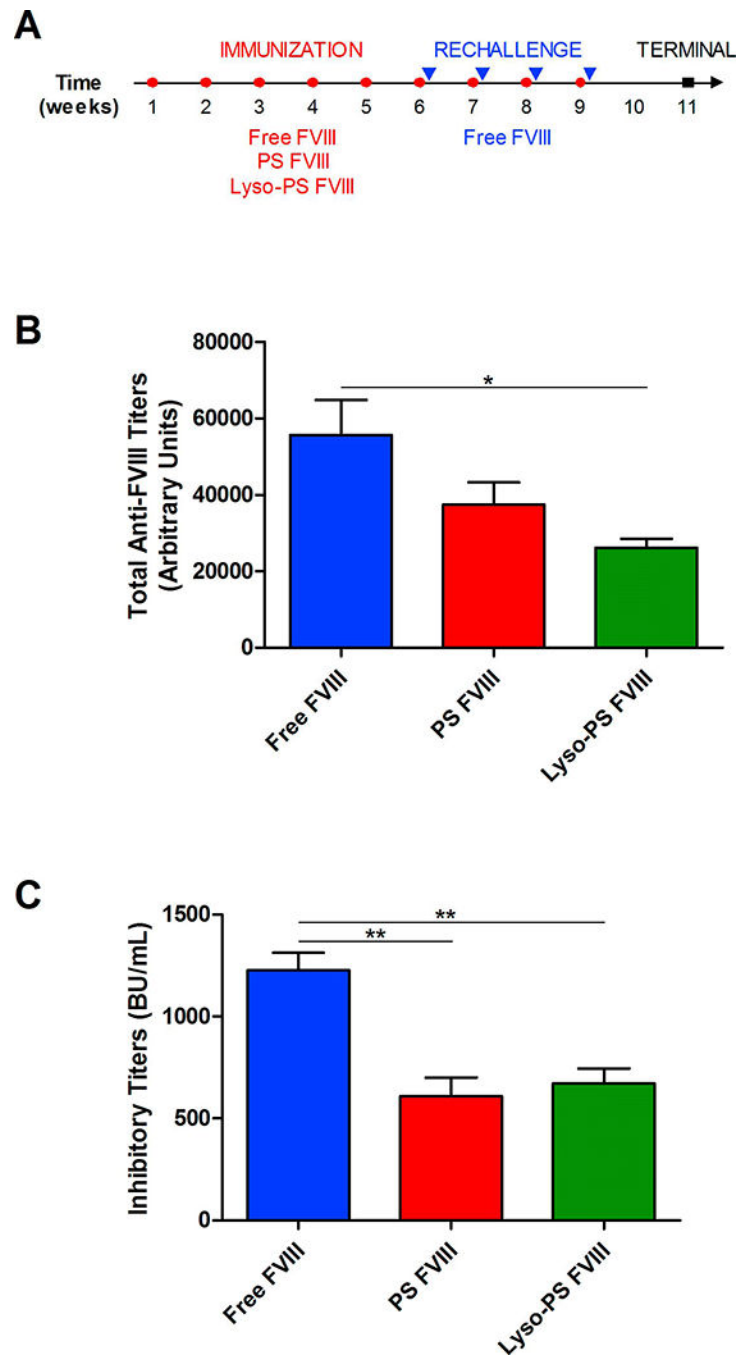 A
IMMUNIZATION RECHALLENGE TERMINAL
Time
(weeks) 1 2 3 4 5 6 7 8 9 10 11
Free FVIII Free FVIII
PS FVIII
Lyso-PS FVIII
B
Total Anti-FVIII Titers
(Arbitrary Units)
80000
60000
40000
20000
0
*
Free FVIII PS FVIII Lyso-PS FVIII
C
Inhibitory Titers (BU/mL)
1500
1000
500
0
**
**
Free FVIII PS FVIII Lyso-PS FVIII